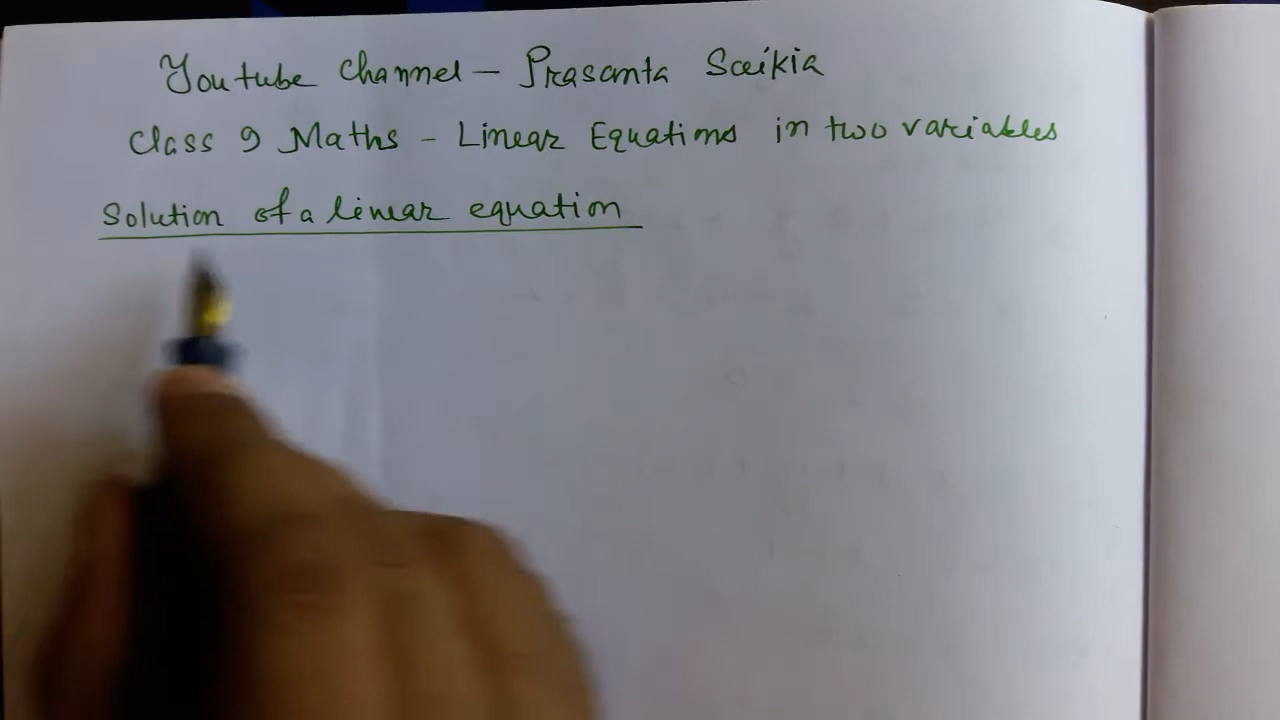 Youtube channel - Prasanta Saikia
Class 9 Maths - Linear Equations in two variables
Solution of a linear equation